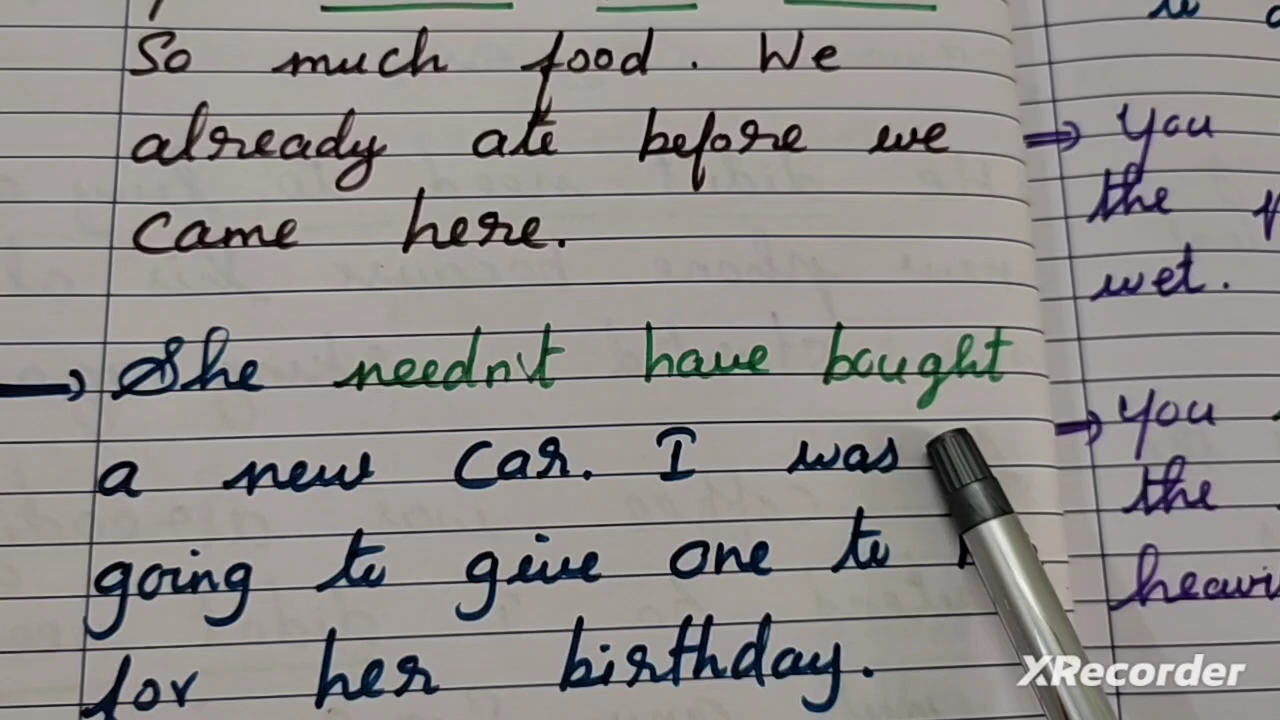 So much food. We
already ate before we
came here.
She needn't have bought
a new car. I was
going to give one to
for her birthday.
You
the
wet.
You
the
XRecorder